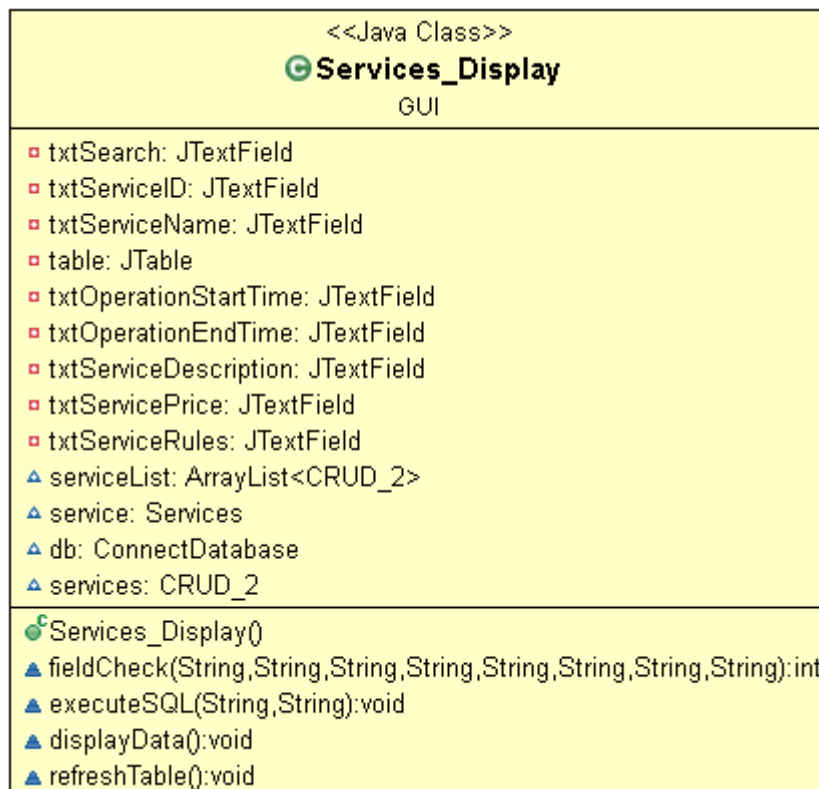 <<Java Class>>
Services_Display
GUI
txtSearch: JTextField
txtServiceID: JTextField
txtServiceName: JTextField
table: JTable
txtOperationStartTime: JTextField
txtOperationEndTime: JTextField
txtServiceDescription: JTextField
txtServicePrice: JTextField
txtServiceRules: JTextField
serviceList: ArrayList<CRUD_2>
service: Services
db: ConnectDatabase
services: CRUD_2
Services_Display()
fieldCheck(String,String,String,String,String,String,String,String):int
executeSQL(String,String):void
displayData():void
refreshTable():void